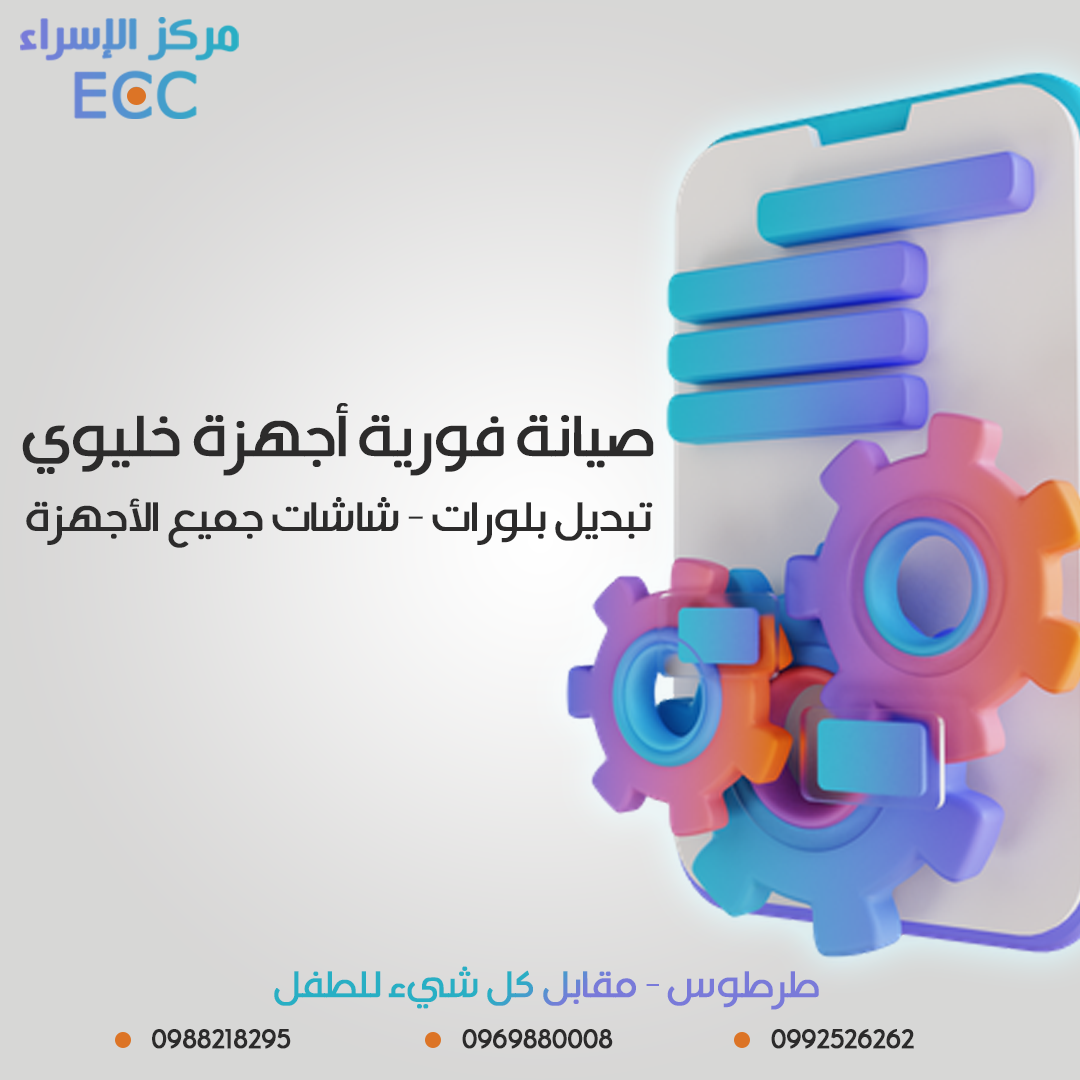 مركز الإسراء
ECC
صيانة فورية أجهزة خليوي
تبديل بلورات - شاشات جميع الأجهزة
طرطوس - مقابل كل شيء للطفل
0988218295 0969880008 0992526262